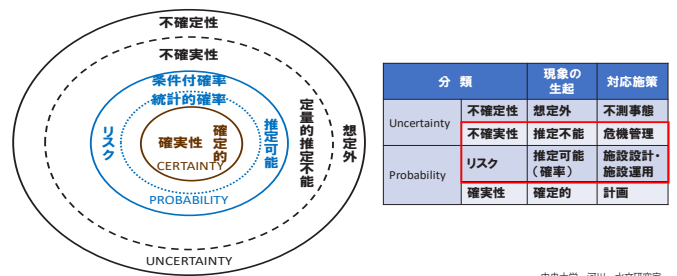 不確定性
不確実性
条件付確率
統計的確率
リスク
確実性
確定的
推定可能
定量的推定不能
想定外
CERTAINTY
PROBABILITY
UNCERTAINTY
分 類
現象の
生起
対応施策
Uncertainty
不確定性
想定外
不測事態
不確実性
推定不能
危機管理
Probability
リスク
推定可能
(確率)
施設設計・
施設運用
確実性
確定的
計画